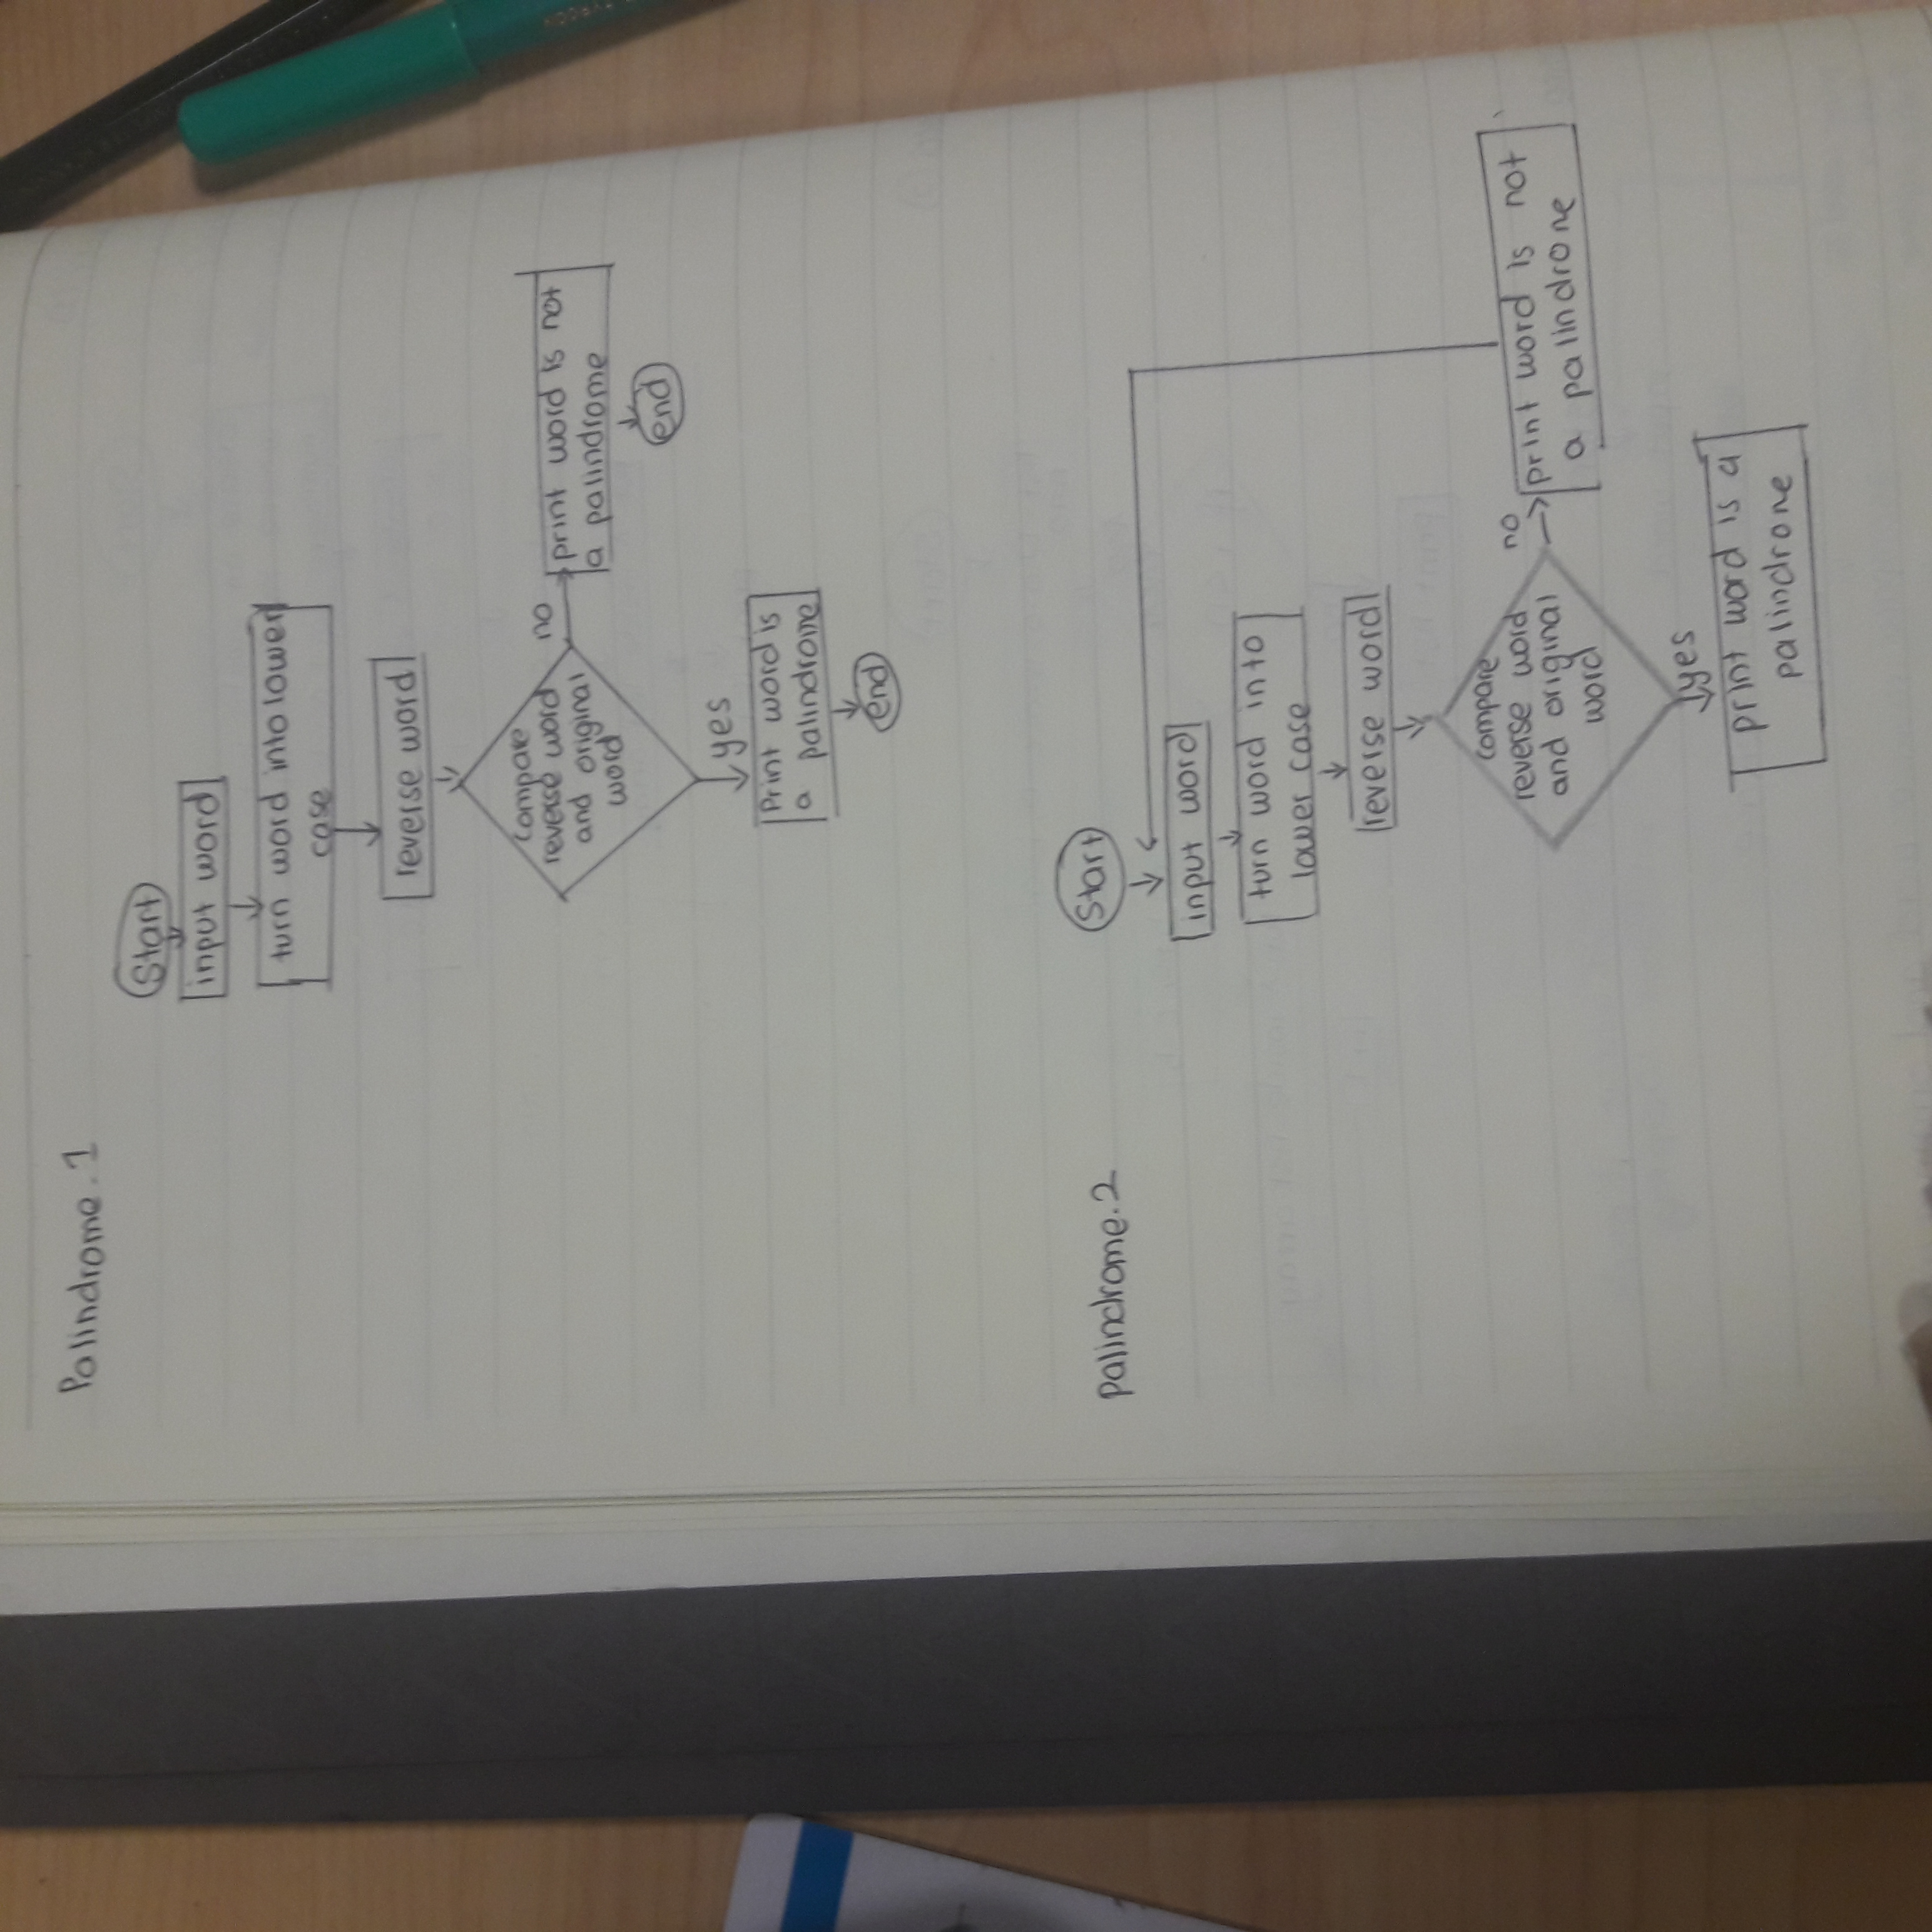 Palindrome.1
Start
input word
turn word into lower
case
reverse word
compare
reverse word
and original
word
no
print word is not
a palindrome
end
yes
Print word is
a palindrome
end
palindrome.2
Start
input word
turn word into
lower case
reverse word
compare
reverse word
and original
word
no
print word is not
a palindrone
yes
print word is a
palindrone